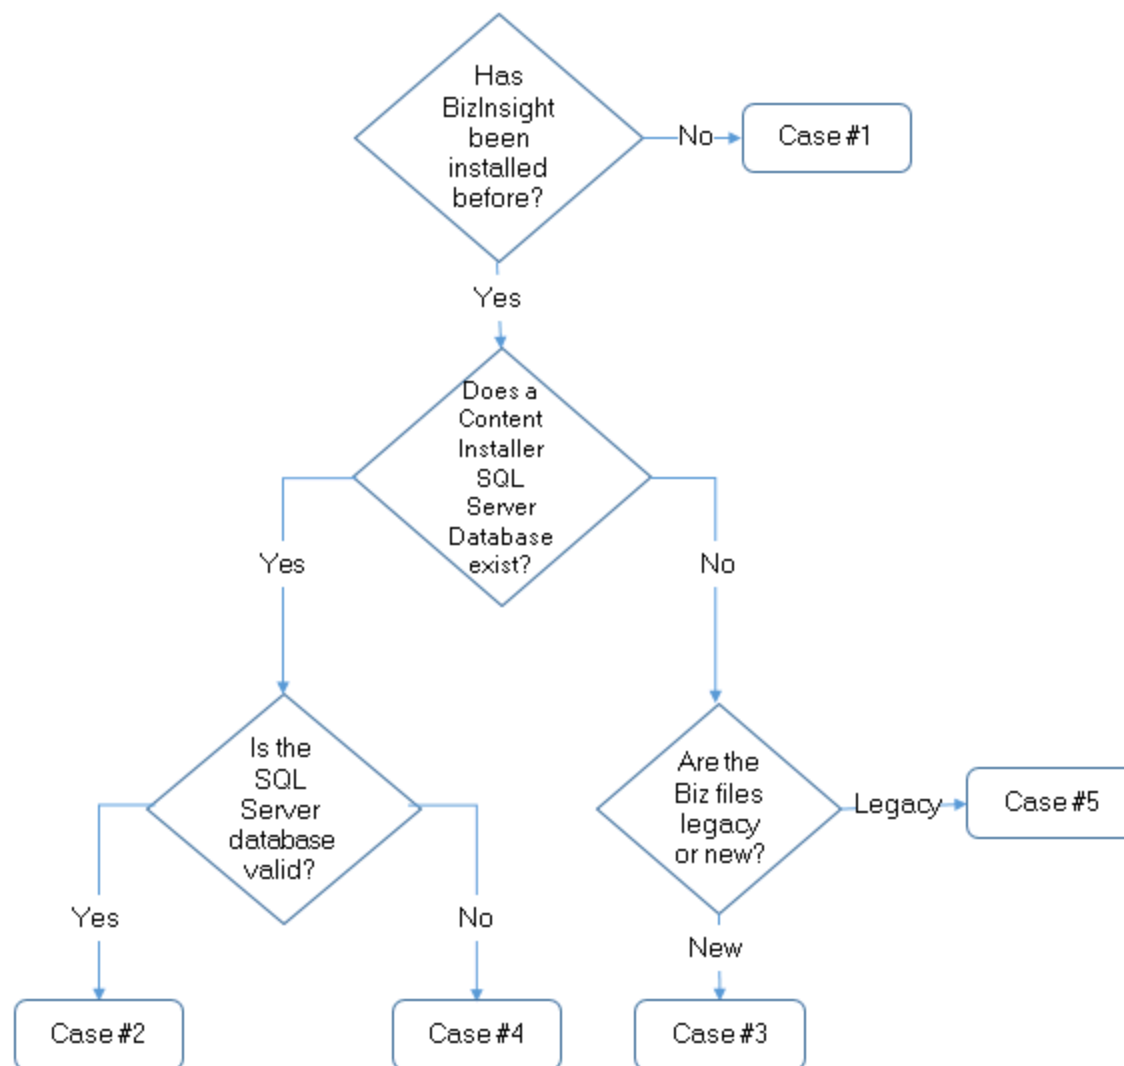 Has
BizInsight
been
installed
before?
No
Case #1
Yes
Does a
Content
Installer
SQL
Server
Database
exist?
Yes
No
Is the
SQL
Server
database
valid?
Are the
Biz files
legacy
or new?
Legacy
Case #5
Yes
No
New
Case #2
Case #4
Case #3